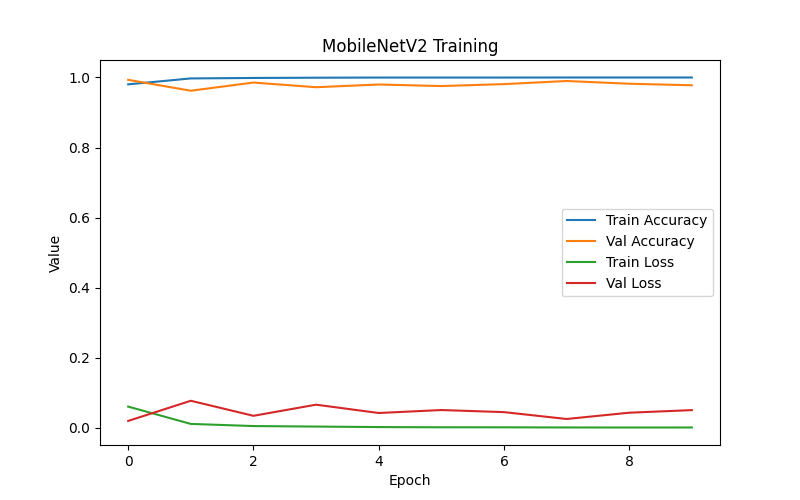 MobileNetV2 Training
1.0
0.8
0.6
0.4
0.2
0.0
Value
Train Accuracy
Val Accuracy
Train Loss
Val Loss
0 2 4 6 8
Epoch